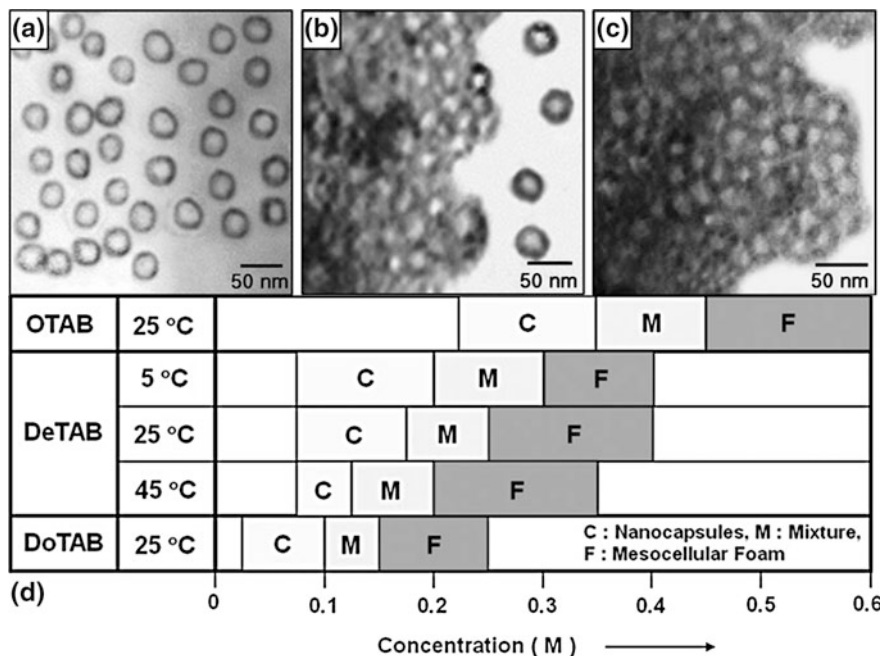 (a) (b) (c)
50 nm 50 nm 50 nm
OTAB 25 °C C M F
5 °C C M F
DeTAB 25 °C C M F
45 °C C M F
DoTAB 25 °C C M F C : Nanocapsules, M : Mixture,
F : Mesocellular Foam
(d) 0 0.1 0.2 0.3 0.4 0.5 0.6
Concentration ( M )